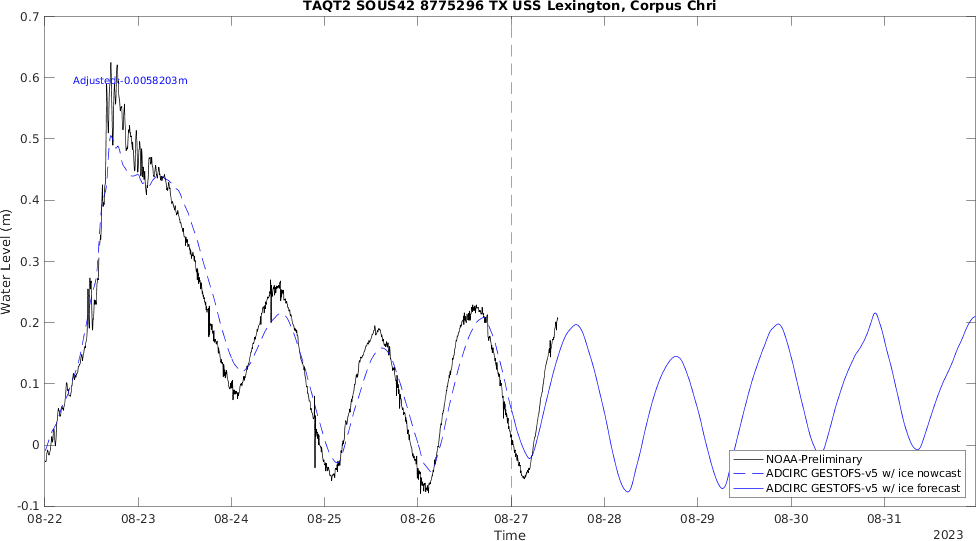 TAQT2 SOUS42 8775296 TX USS Lexington, Corpus Chri
0.7
0.6
0.5
0.4
0.3
0.2
0.1
0
-0.1
Water Level (m)
Adjusted:-0.0058203m
NOAA-Preliminary
ADCIRC GESTOFS-v5 w/ ice nowcast
ADCIRC GESTOFS-v5 w/ ice forecast
08-22 08-23 08-24 08-25 08-26 08-27 08-28 08-29 08-30 08-31
Time
2023